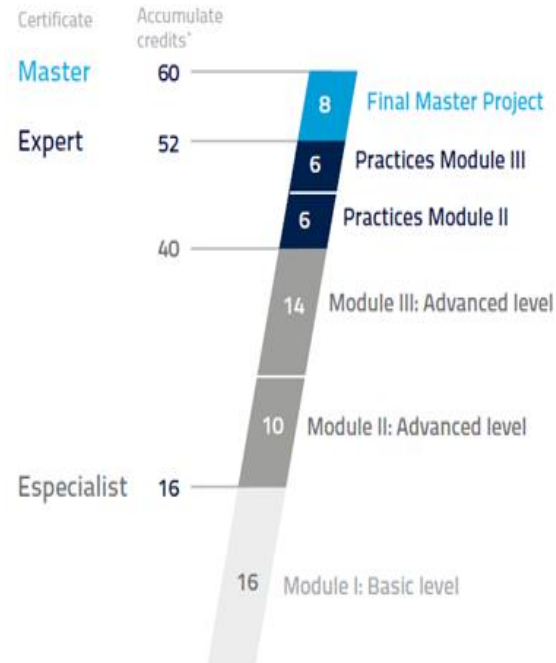 Certificate
Accumulate
credits*
Master 60
8 Final Master Project
Expert 52
6 Practices Module III
6 Practices Module II
40
14 Module III: Advanced level
10 Module II: Advanced level
Especialist 16
16 Module I: Basic level